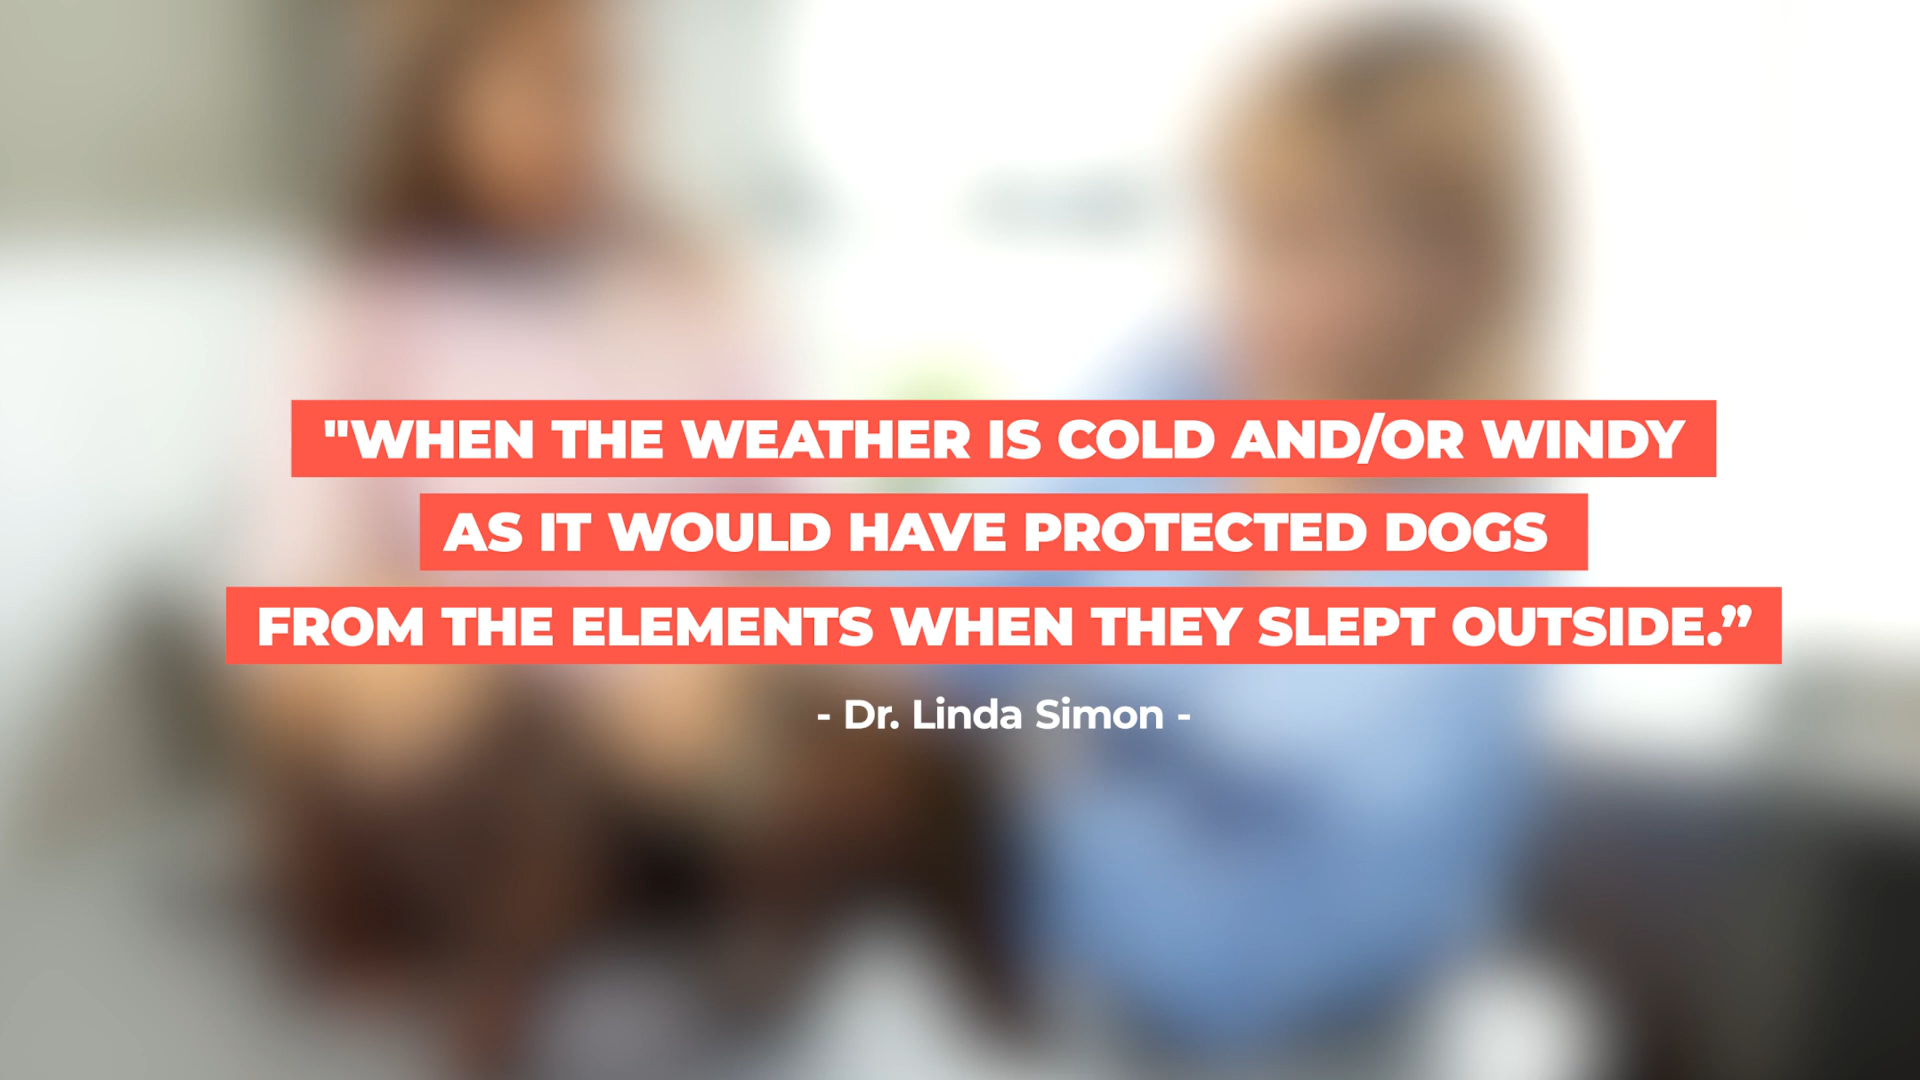 "WHEN THE WEATHER IS COLD AND/OR WINDY
AS IT WOULD HAVE PROTECTED DOGS
FROM THE ELEMENTS WHEN THEY SLEPT OUTSIDE.”
- Dr. Linda Simon -